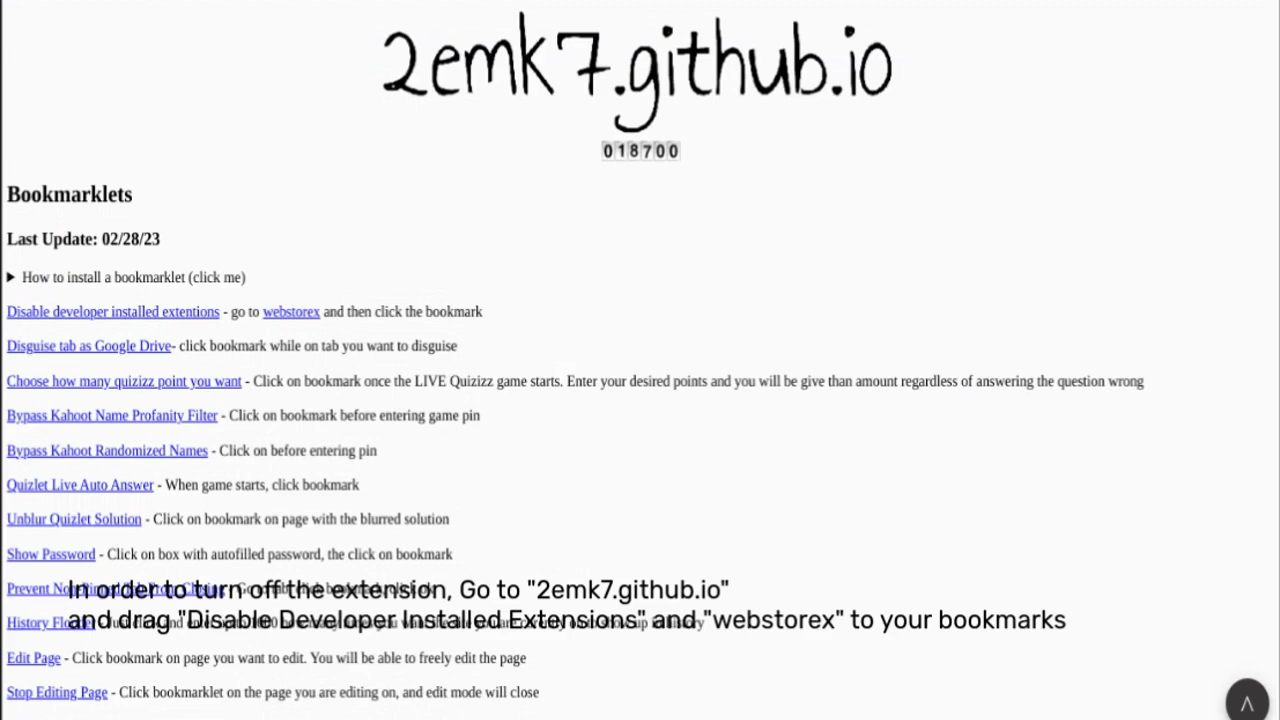 2emk7.github.io
018700
Bookmarklets
Last Update: 02/28/23
How to install a bookmarklet (click me)
Disable developer installed extentions - go to webstorex and then click the bookmark
Disguise tab as Google Drive- click bookmark while on tab you want to disguise
Choose how many quizizz point you want - Click on bookmark once the LIVE Quizizz game starts. Enter your desired points and you will be give than amount regardless of answering the question wrong
Bypass Kahoot Name Profanity Filter - Click on bookmark before entering game pin
Bypass Kahoot Randomized Names - Click on before entering pin
Quizlet Live Auto Answer - When game starts, click bookmark
Unblur Quizlet Solution - Click on bookmark on page with the blurred solution
Show Password - Click on box with autofilled password, the click on bookmark
Prevent
In order to turn off the extension, Go to "2emk7.github.io"
History
and drag "Disable Developer Installed Extensions" and "webstorex" to your bookmarks
Edit Page - Click bookmark on page you want to edit. You will be able to freely edit the page
Stop Editing Page - Click bookmarklet on the page you are editing on, and edit mode will close